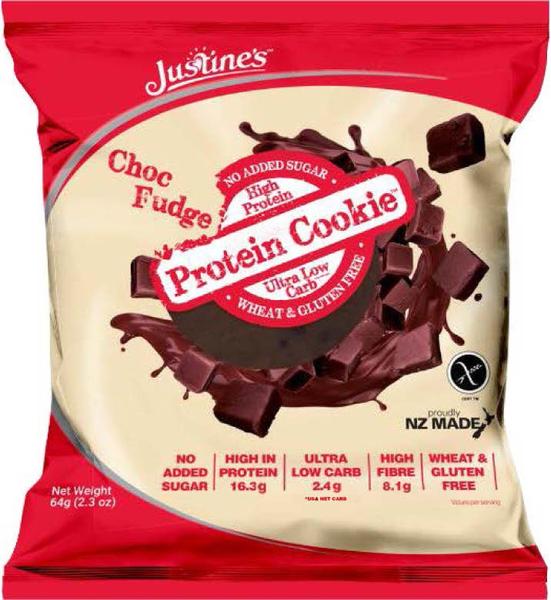 Justine's™
Choc
Fudge
NO ADDED SUGAR •
High
Protein
Protein Cookie™
Ultra Low
Carb
• WHEAT & GLUTEN FREE •
proudly
NZ MADE
NO
ADDED
SUGAR
HIGH IN
PROTEIN
16.3g
ULTRA
LOW CARB
2.4g
*USA NET CARB
HIGH
FIBRE
8.1g
WHEAT &
GLUTEN
FREE
Values per serving
Net Weight
64g (2.3 oz)